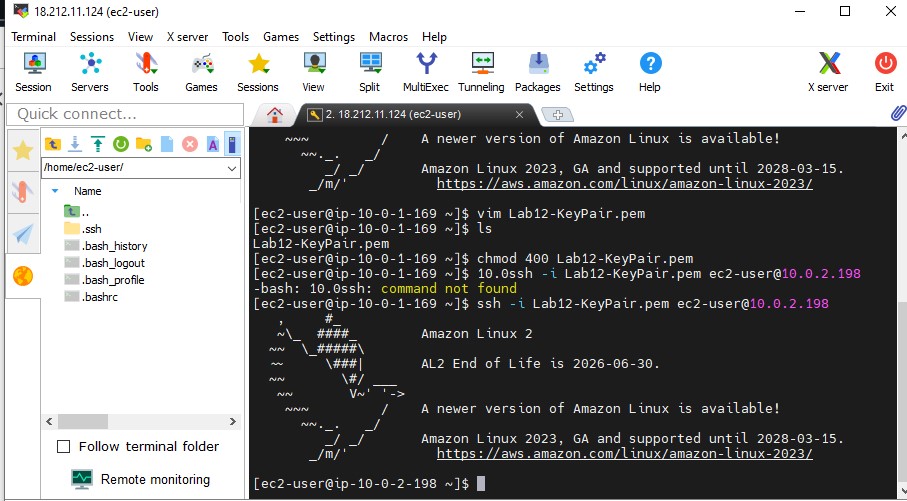 18.212.11.124 (ec2-user)
Terminal Sessions View X server Tools Games Settings Macros Help
Session Servers Tools Games Sessions View Split MultiExec Tunneling Packages Settings Help X server Exit
Quick connect...
2. 18.212.11.124 (ec2-user)
/home/ec2-user/
Name
..
.ssh
.bash_history
.bash_logout
.bash_profile
.bashrc
Follow terminal folder
Remote monitoring
   ~~~         /    A newer version of Amazon Linux is available!
     ~~._.   _/
        _/ _/       Amazon Linux 2023, GA and supported until 2028-03-15.
      _/m/'           https://aws.amazon.com/linux/amazon-linux-2023/
[ec2-user@ip-10-0-1-169 ~]$ vim Lab12-KeyPair.pem
[ec2-user@ip-10-0-1-169 ~]$ ls
Lab12-KeyPair.pem
[ec2-user@ip-10-0-1-169 ~]$ chmod 400 Lab12-KeyPair.pem
[ec2-user@ip-10-0-1-169 ~]$ 10.0ssh -i Lab12-KeyPair.pem ec2-user@10.0.2.198
-bash: 10.0ssh: command not found
[ec2-user@ip-10-0-1-169 ~]$ ssh -i Lab12-KeyPair.pem ec2-user@10.0.2.198
   ,     #_
   ~\_  ####_        Amazon Linux 2
  ~~  \_#####\
  ~~     \###|       AL2 End of Life is 2026-06-30.
  ~~       \#/ ___
   ~~       V~' '->
    ~~~         /    A newer version of Amazon Linux is available!
      ~~._.   _/
         _/ _/       Amazon Linux 2023, GA and supported until 2028-03-15.
       _/m/'           https://aws.amazon.com/linux/amazon-linux-2023/
[ec2-user@ip-10-0-2-198 ~]$